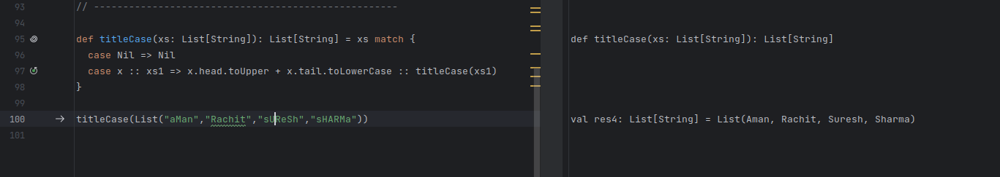 93 // ----------------------------------------------------
94
95 def titleCase(xs: List[String]): List[String] = xs match { def titleCase(xs: List[String]): List[String]
96 case Nil => Nil
97 case x :: xs1 => x.head.toUpper + x.tail.toLowerCase :: titleCase(xs1)
98 }
99
100 titleCase(List("aMan","Rachit","sUReSh","sHARMa")) val res4: List[String] = List(Aman, Rachit, Suresh, Sharma)
101